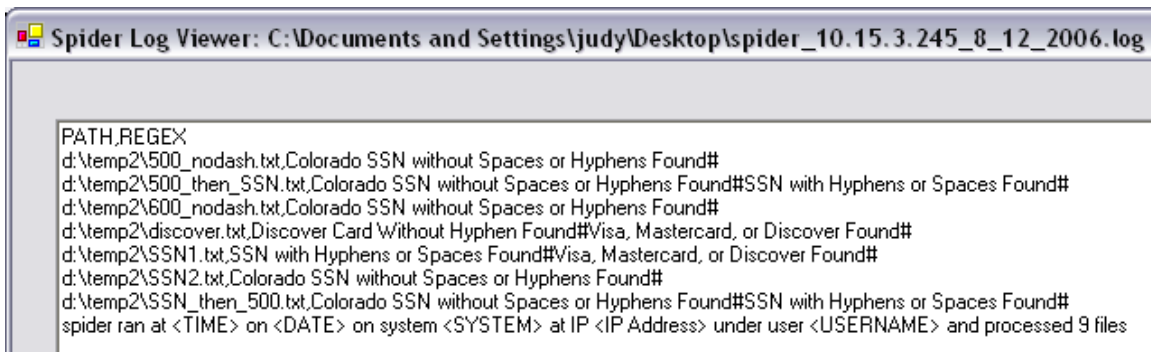 Spider Log Viewer: C:\Documents and Settings\judy\Desktop\spider_10.15.3.245_8_12_2006.log
PATH,REGEX
d:\temp2\500_nodash.txt,Colorado SSN without Spaces or Hyphens Found#
d:\temp2\500_then_SSN.txt,Colorado SSN without Spaces or Hyphens Found#SSN with Hyphens or Spaces Found#
d:\temp2\600_nodash.txt,Colorado SSN without Spaces or Hyphens Found#
d:\temp2\discover.txt,Discover Card Without Hyphen Found#Visa, Mastercard, or Discover Found#
d:\temp2\SSN1.txt,SSN with Hyphens or Spaces Found#Visa, Mastercard, or Discover Found#
d:\temp2\SSN2.txt,Colorado SSN without Spaces or Hyphens Found#
d:\temp2\SSN_then_500.txt,Colorado SSN without Spaces or Hyphens Found#SSN with Hyphens or Spaces Found#
spider ran at <TIME> on <DATE> on system <SYSTEM> at IP <IP Address> under user <USERNAME> and processed 9 files